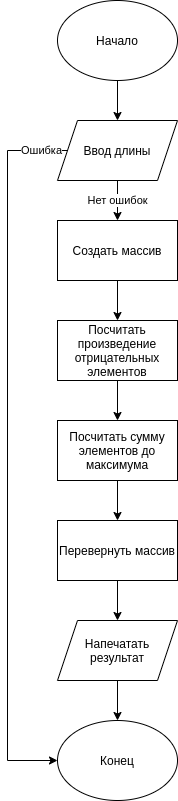 Начало
Ввод длины
Ошибка
Нет ошибок
Создать массив
Посчитать
произведение
отрицательных
элементов
Посчитать сумму
элементов до
максимума
Перевернуть массив
Напечатать
результат
Конец